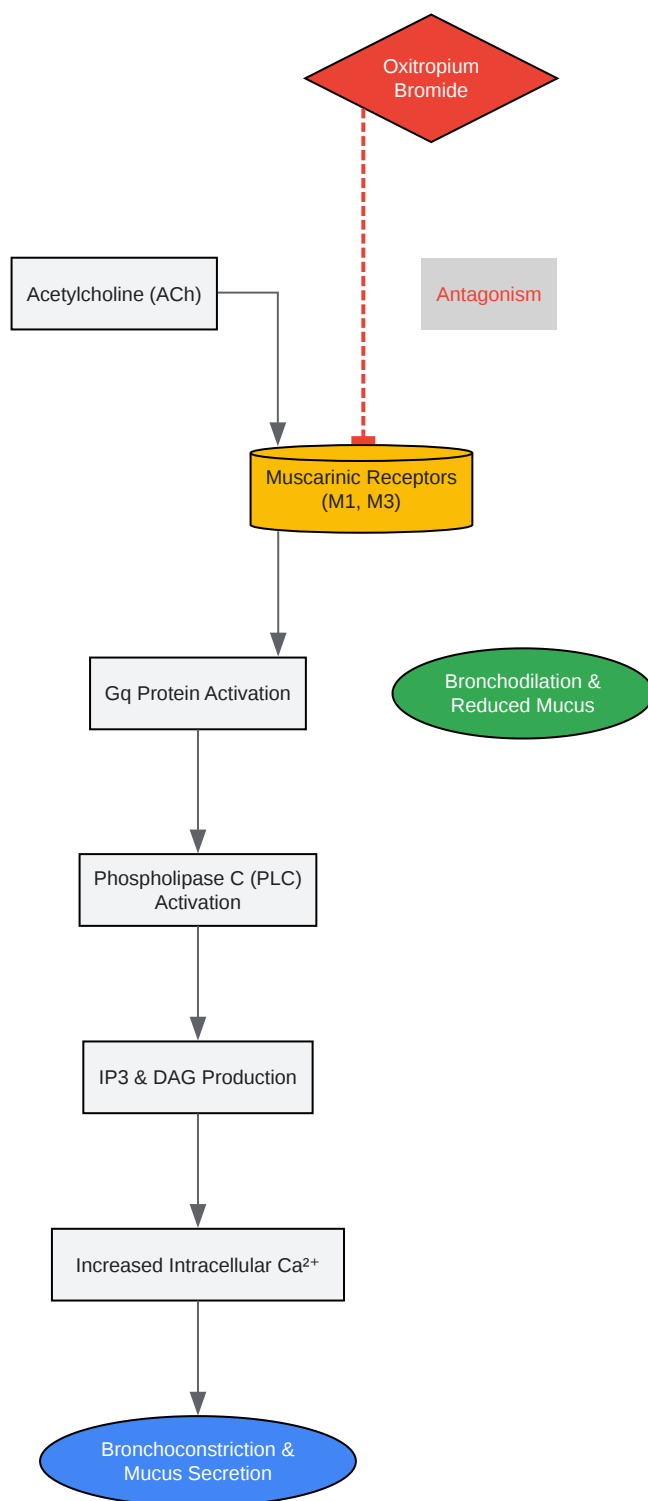 Oxitropium
Bromide
Acetylcholine (ACh)
Antagonism
Muscarinic Receptors
(M1, M3)
Gq Protein Activation
Bronchodilation &
Reduced Mucus
Phospholipase C (PLC)
Activation
IP3 & DAG Production
Increased Intracellular Ca²⁺
Bronchoconstriction &
Mucus Secretion